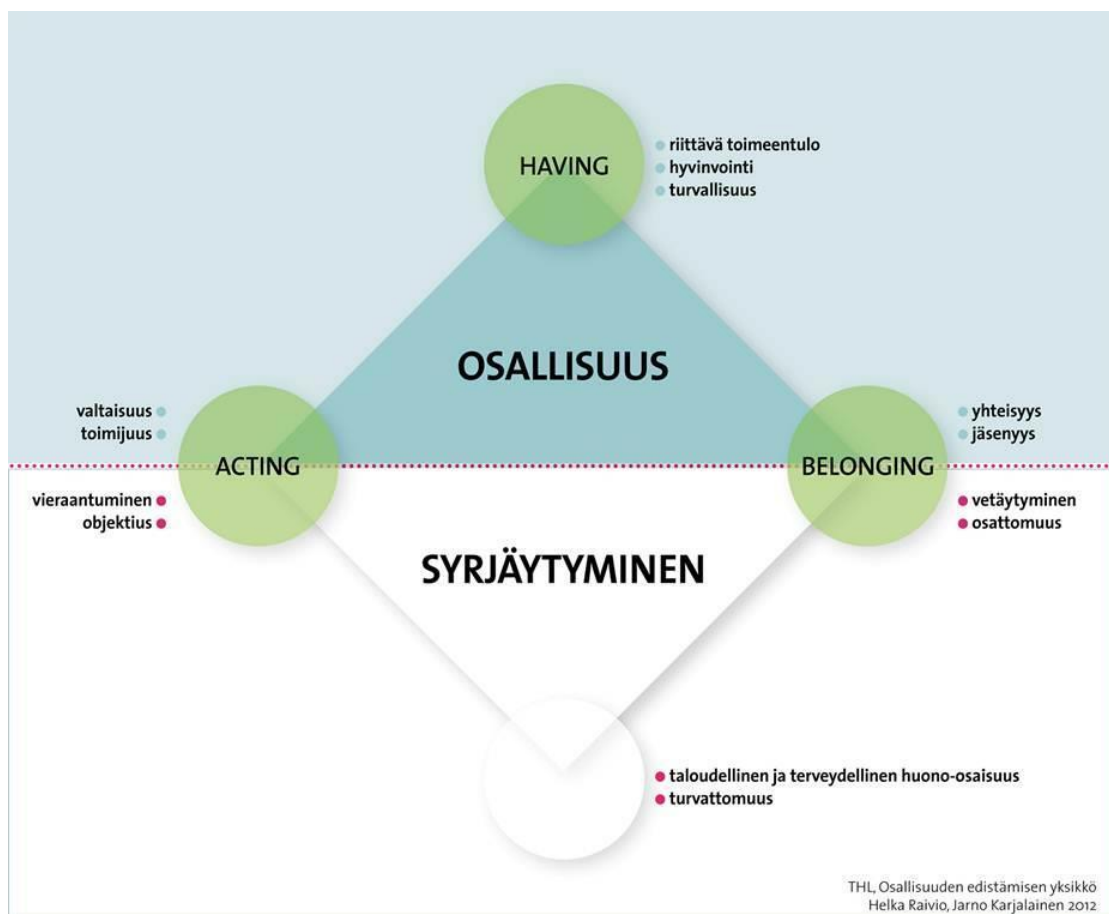 HAVING
riittävä toimeentulo
hyvinvointi
turvallisuus
OSALLISUUS
valtaisuus
toimijuus
ACTING
vieraantuminen
objektius
yhteisyys
jäsenyys
BELONGING
vetäytyminen
osattomuus
SYRJÄYTYMINEN
taloudellinen ja terveydellinen huono-osaisuus
turvattomuus
THL, Osallisuuden edistämisen yksikkö
Helka Raivio, Jarno Karjalainen 2012